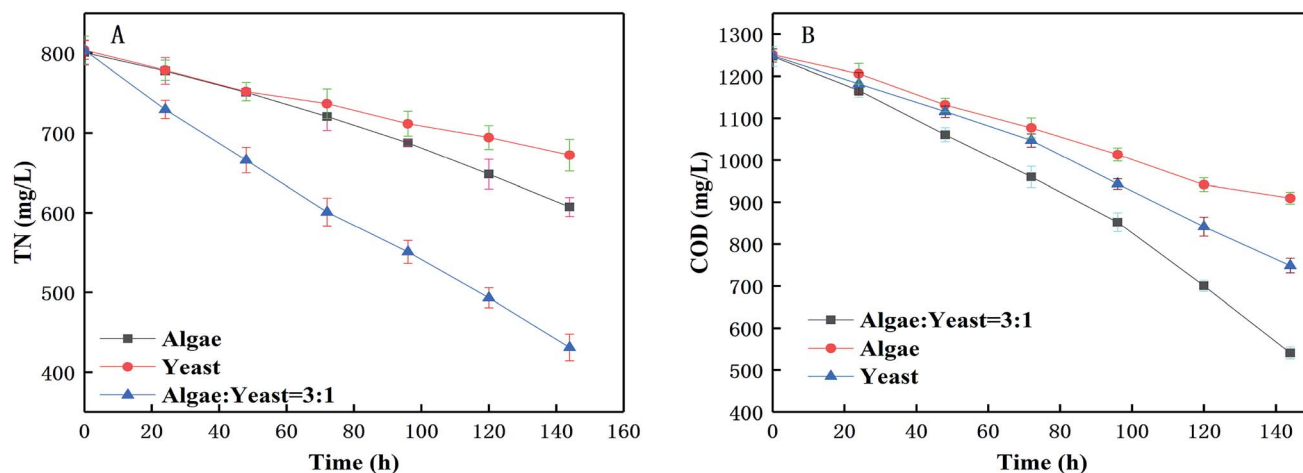 A
TN (mg/L)
800
700
600
500
400
Algae
Yeast
Algae:Yeast=3:1
0 20 40 60 80 100 120 140 160
Time (h)
B
COD (mg/L)
1300
1200
1100
1000
900
800
700
600
500
400
Algae:Yeast=3:1
Algae
Yeast
0 20 40 60 80 100 120 140
Time (h)